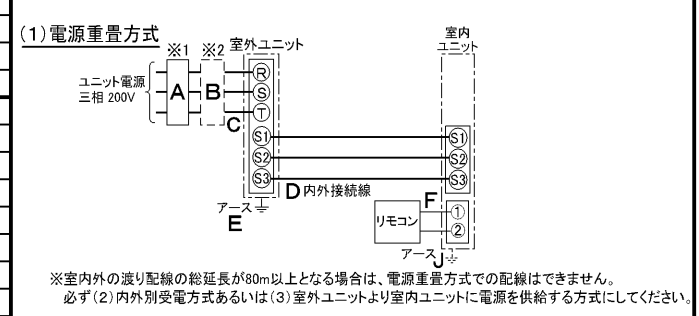 (1)電源重畳方式
※1 ※2 室外ユニット
室内
ユニット
ユニット電源
三相 200V
A B
R
S
T
C
S1 S1
S2 S2
S3 S3
D 内外接続線
アース
E
リモコン
F
①
②
アース J
※室内外の渡り配線の総延長が80m以上となる場合は、電源重畳方式での配線はできません。
必ず(2)内外別受電方式あるいは(3)室外ユニットより室内ユニットに電源を供給する方式にしてください。